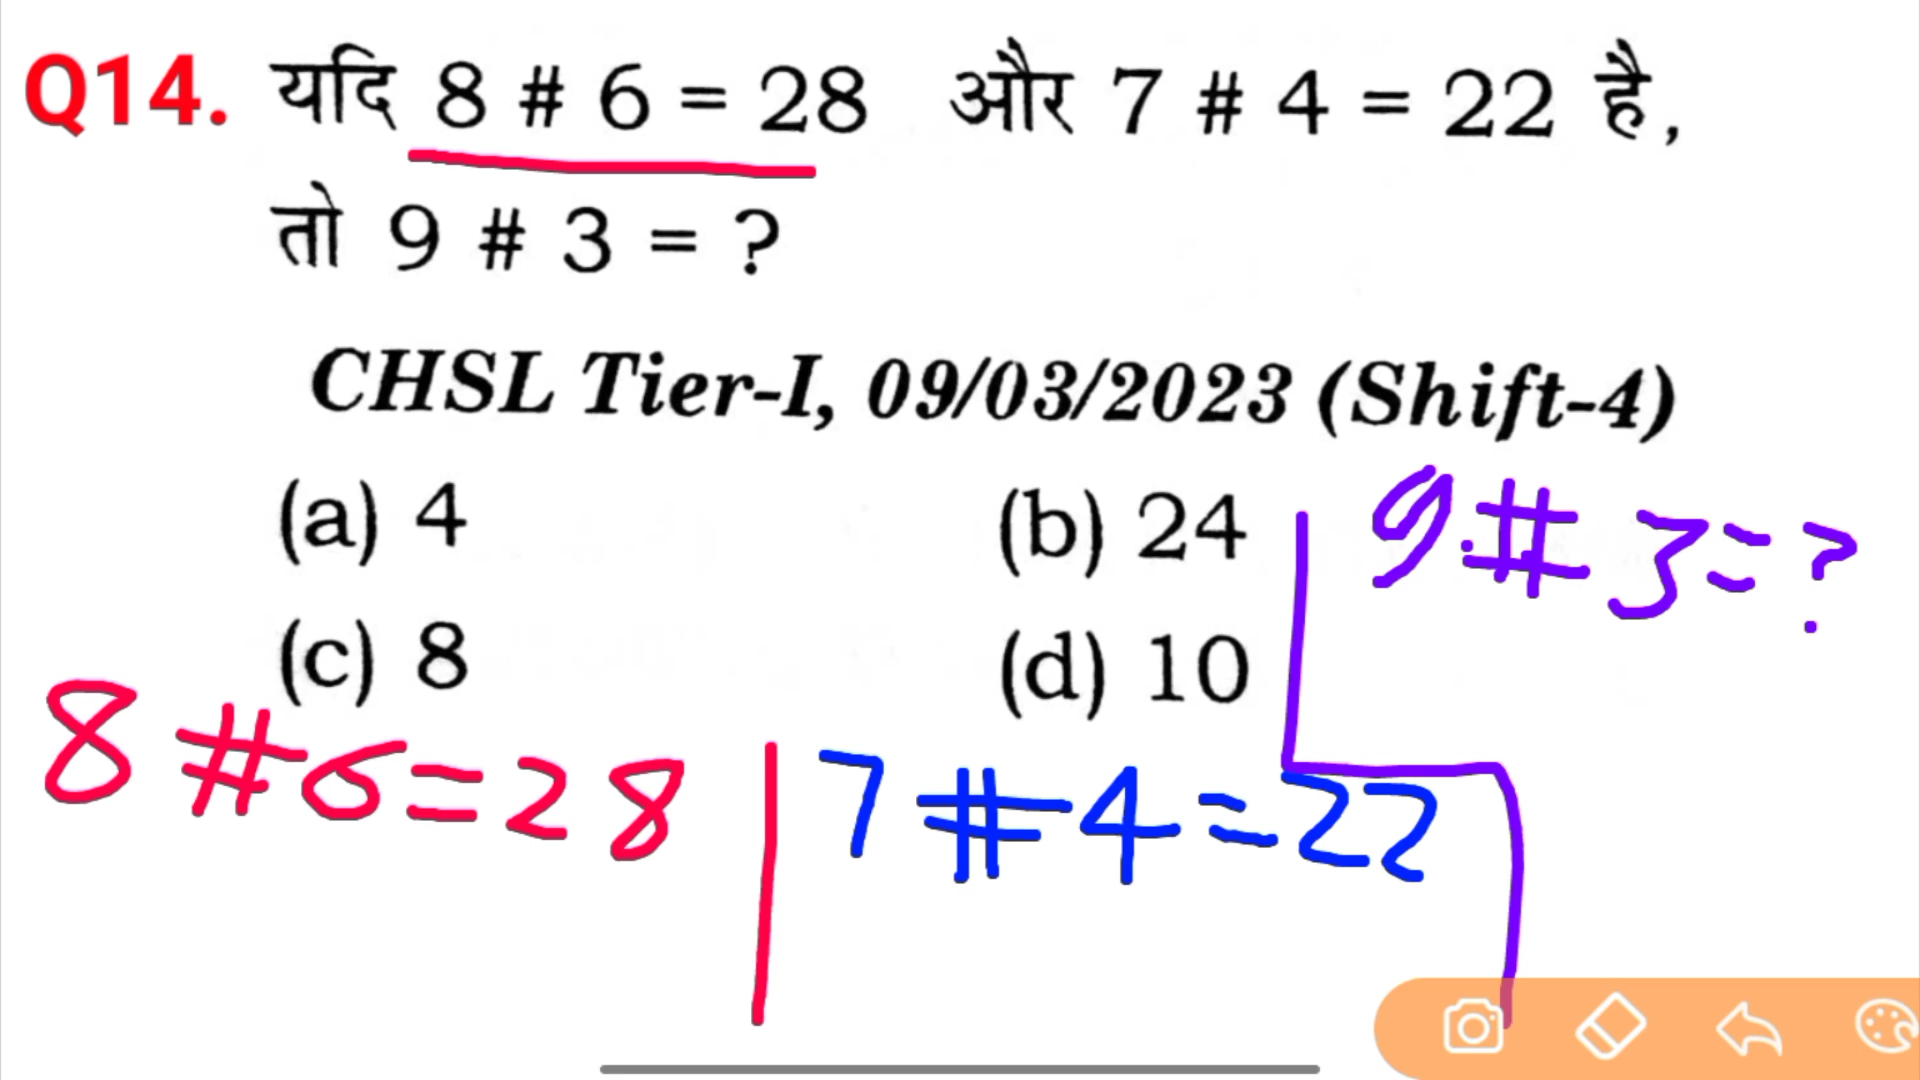 Q14. यदि 8 # 6 = 28 और 7 # 4 = 22 है,
तो 9 # 3 = ?
CHSL Tier-I, 09/03/2023 (Shift-4)
(a) 4 (b) 24
(c) 8 (d) 10
9 # 3 = ?
8 # 6 = 28
7 # 4 = 22